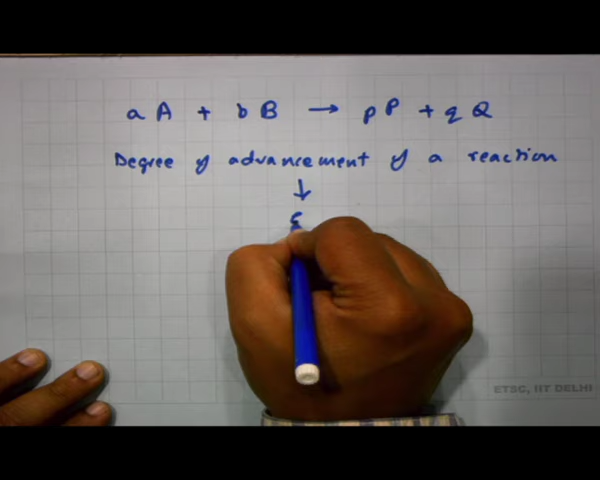 a A + b B → p P + q Q
Degree of advancement of a reaction
↓
ETSC, IIT DELHI